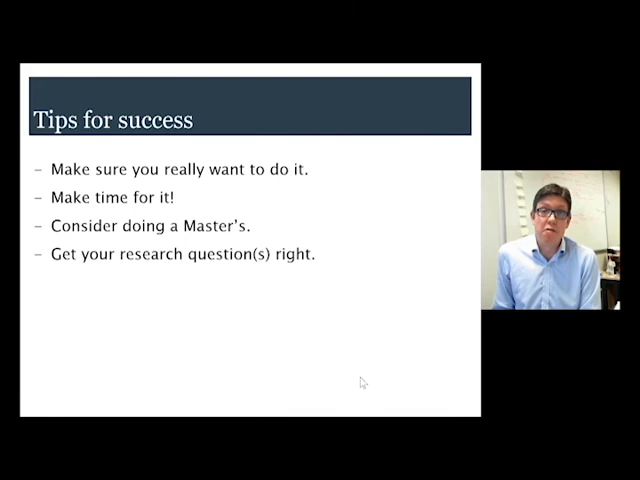 Tips for success
– Make sure you really want to do it.
– Make time for it!
– Consider doing a Master's.
– Get your research question(s) right.